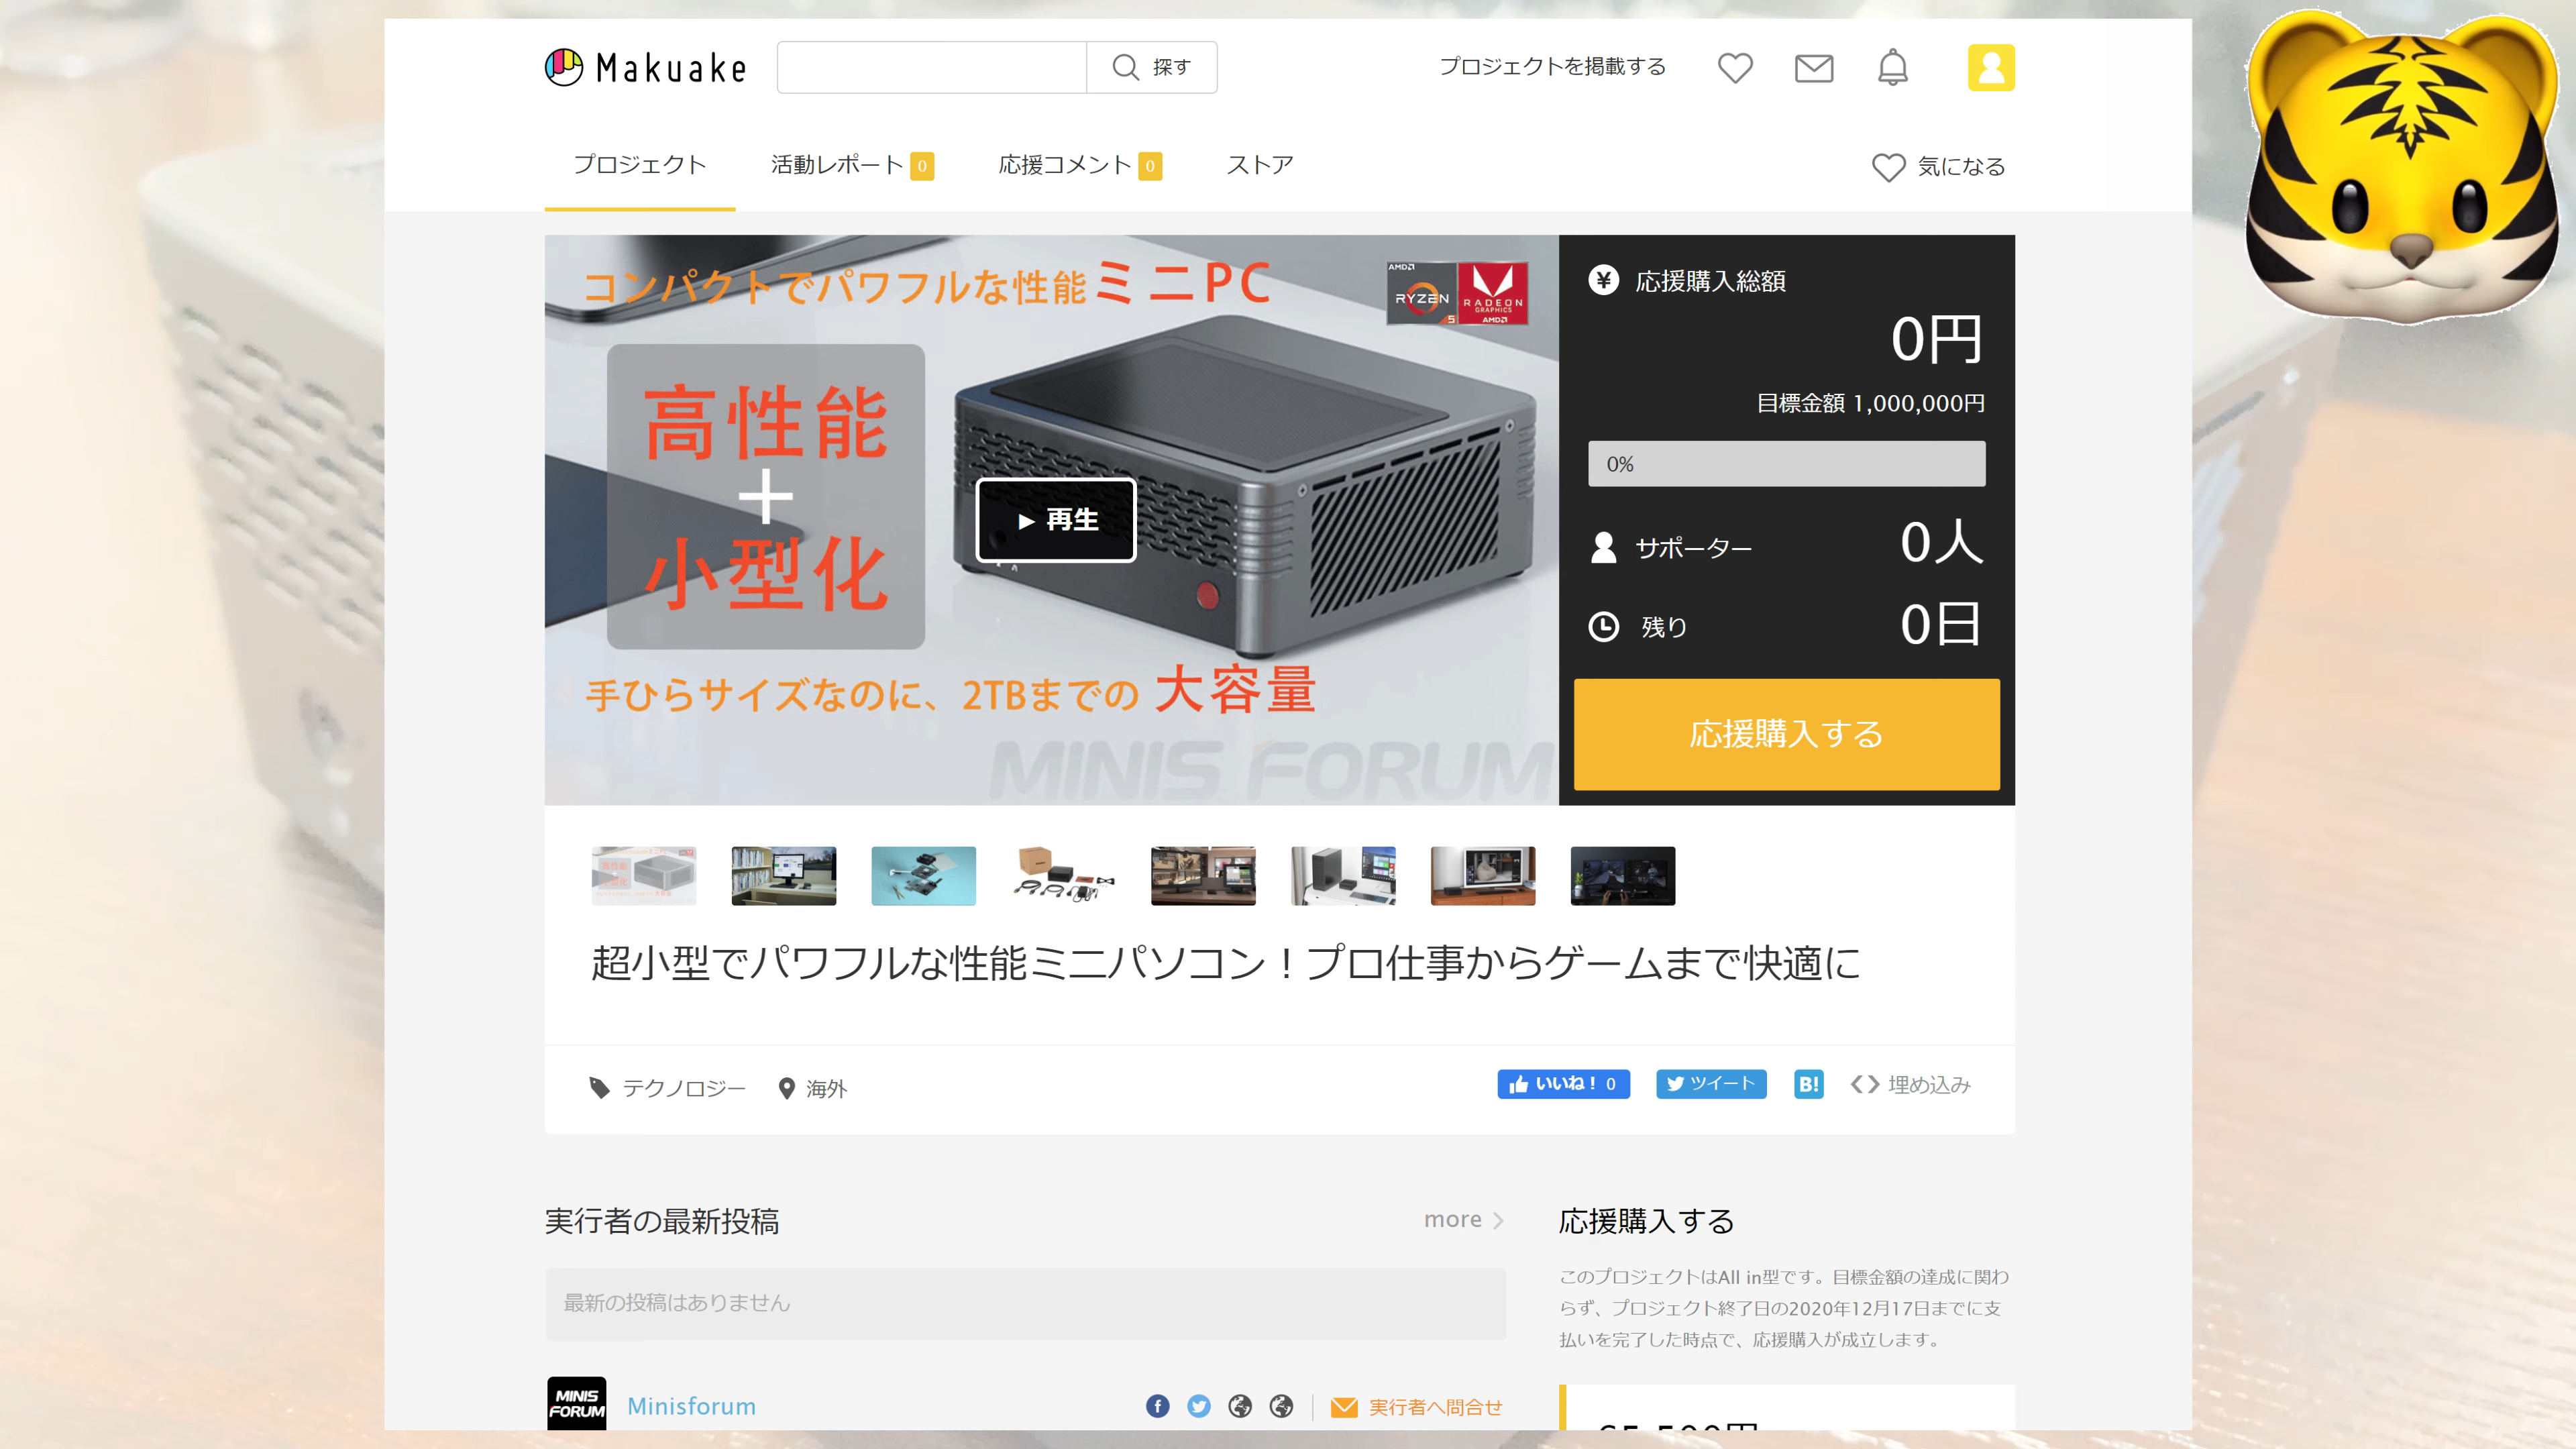 Makuake
探す
プロジェクトを掲載する
プロジェクト
活動レポート 0
応援コメント 0
ストア
気になる
コンパクトでパワフルな性能ミニPC
AMD
RYZEN
5
RADEON
GRAPHICS
AMD
高性能
+
小型化
再生
手ひらサイズなのに、2TBまでの 大容量
MINIS FORUM
応援購入総額
0円
目標金額 1,000,000円
0%
サポーター 0人
残り 0日
応援購入する
超小型でパワフルな性能ミニパソコン！プロ仕事からゲームまで快適に
テクノロジー
海外
いいね！ 0
ツイート
B!
埋め込み
実行者の最新投稿
more
最新の投稿はありません
MINIS
FORUM
Minisforum
実行者へ問合せ
応援購入する
このプロジェクトはAll in型です。目標金額の達成に関わ
らず、プロジェクト終了日の2020年12月17日までに支
払いを完了した時点で、応援購入が成立します。